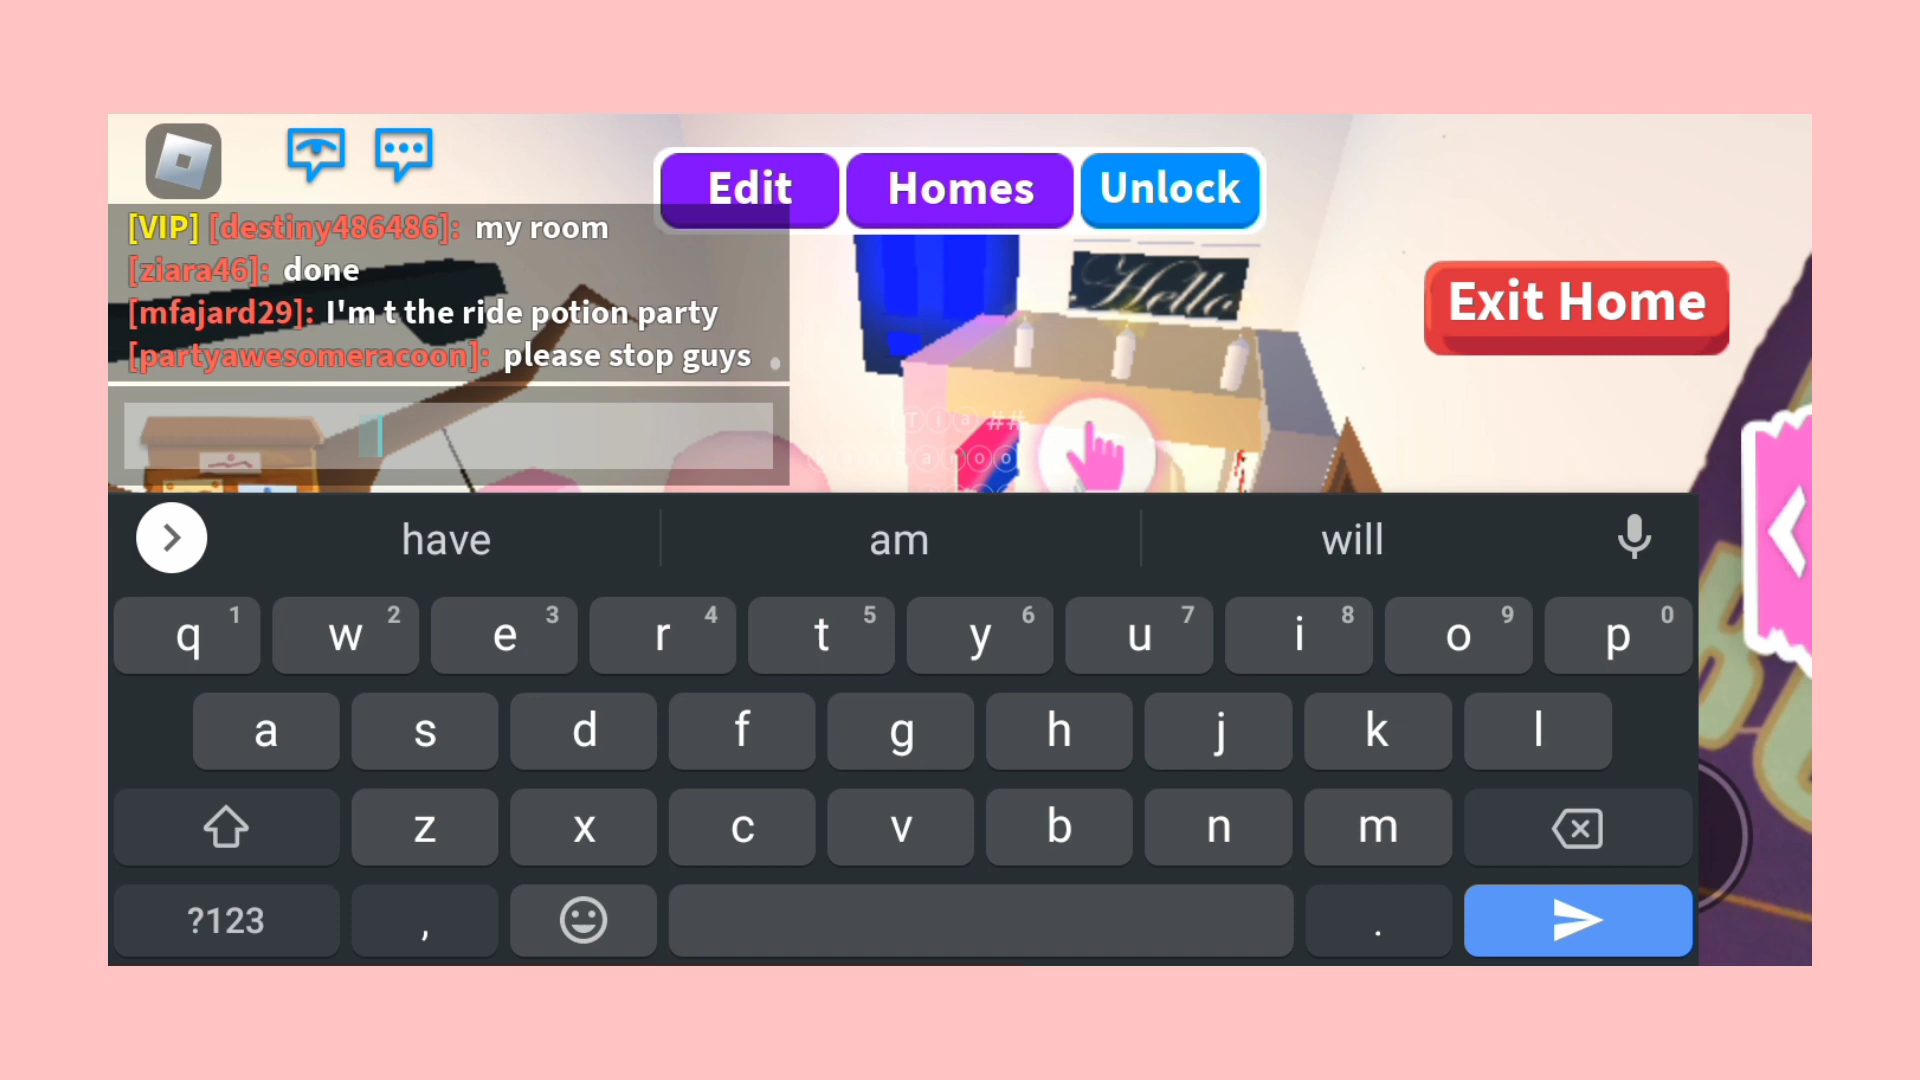 Edit Homes Unlock
[VIP] [destiny486486]: my room
[ziara46]: done
[mfajard29]: I'm t the ride potion party
[partyawesomeracoon]: please stop guys
Hello.
Exit Home
Tia ##
have am will
q 1 w 2 e 3 r 4 t 5 y 6 u 7 i 8 o 9 p 0
a s d f g h j k l
z x c v b n m
?123 , .